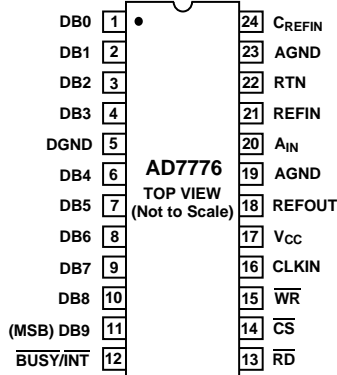 DB0 1 24 CREFIN
DB1 2 23 AGND
DB2 3 22 RTN
DB3 4 21 REFIN
DGND 5 20 AIN
DB4 6 19 AGND
DB5 7 18 REFOUT
DB6 8 17 VCC
DB7 9 16 CLKIN
DB8 10 15 WR
(MSB) DB9 11 14 CS
BUSY/INT 12 13 RD
AD7776
TOP VIEW
(Not to Scale)